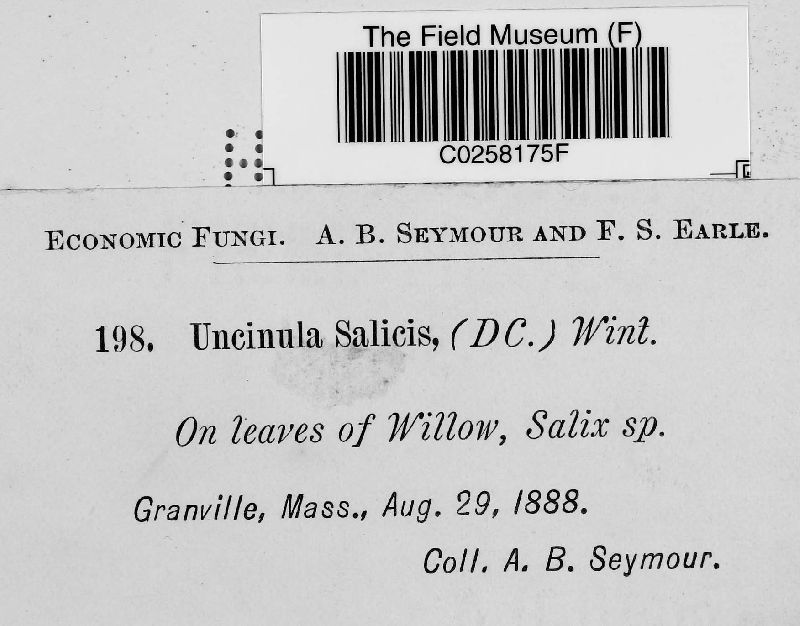 The Field Museum (F)
C0258175F
ECONOMIC FUNGI. A. B. SEYMOUR AND F. S. EARLE.
198. Uncinula Salicis, (DC.) Wint.
On leaves of Willow, Salix sp.
Granville, Mass., Aug. 29, 1888.
Coll. A. B. Seymour.